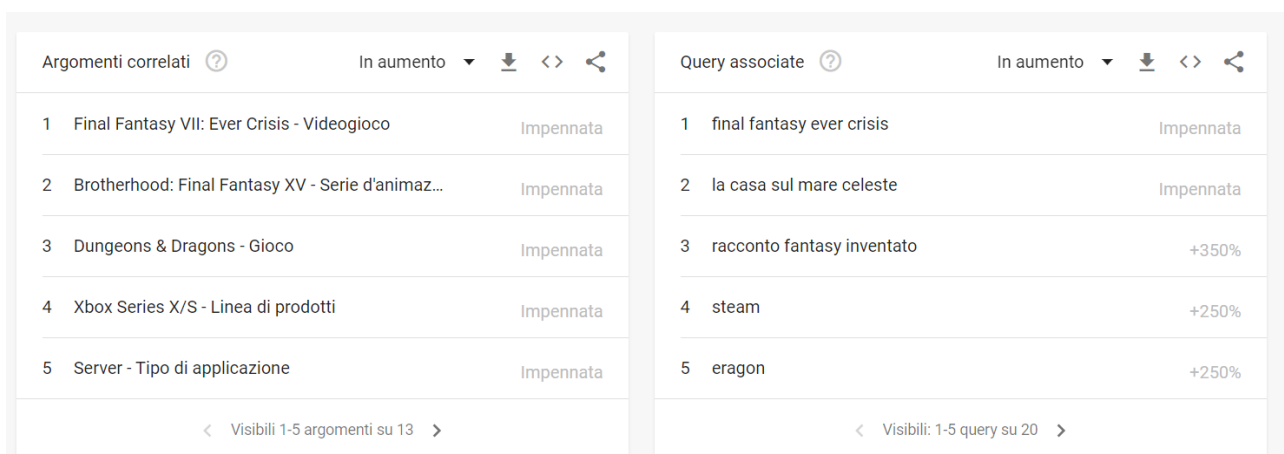 Argomenti correlati ? In aumento
1 Final Fantasy VII: Ever Crisis - Videogioco Impennata
2 Brotherhood: Final Fantasy XV - Serie d'animaz... Impennata
3 Dungeons & Dragons - Gioco Impennata
4 Xbox Series X/S - Linea di prodotti Impennata
5 Server - Tipo di applicazione Impennata
Visibili 1-5 argomenti su 13
Query associate ? In aumento
1 final fantasy ever crisis Impennata
2 la casa sul mare celeste Impennata
3 racconto fantasy inventato +350%
4 steam +250%
5 eragon +250%
Visibili: 1-5 query su 20